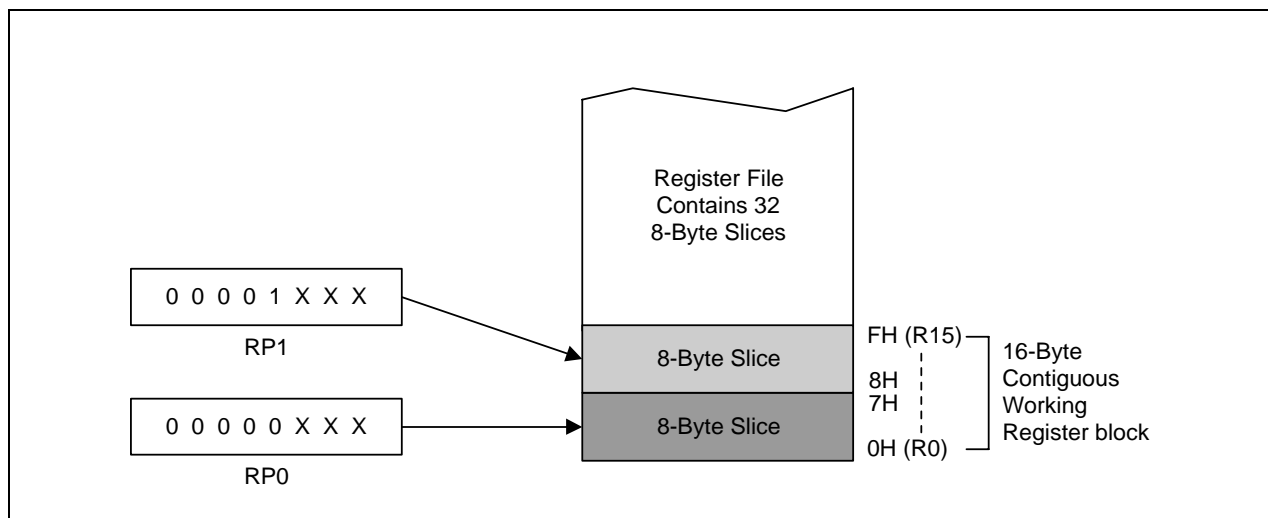 Register File
Contains 32
8-Byte Slices
0 0 0 0 1 X X X
RP1
0 0 0 0 0 X X X
RP0
8-Byte Slice
8-Byte Slice
FH (R15)
8H
7H
0H (R0)
16-Byte
Contiguous
Working
Register block